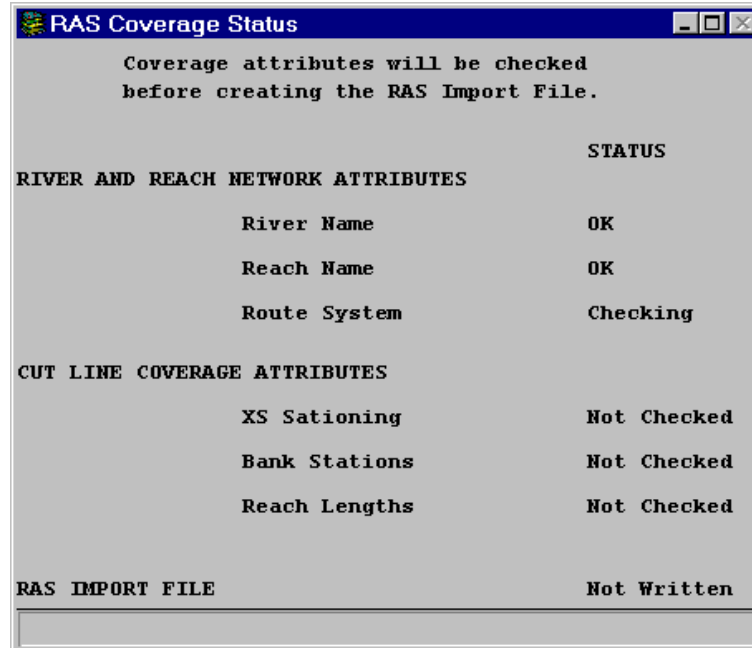 RAS Coverage Status
Coverage attributes will be checked
before creating the RAS Import File.
STATUS
RIVER AND REACH NETWORK ATTRIBUTES
River Name OK
Reach Name OK
Route System Checking
CUT LINE COVERAGE ATTRIBUTES
XS Sationing Not Checked
Bank Stations Not Checked
Reach Lengths Not Checked
RAS IMPORT FILE Not Written